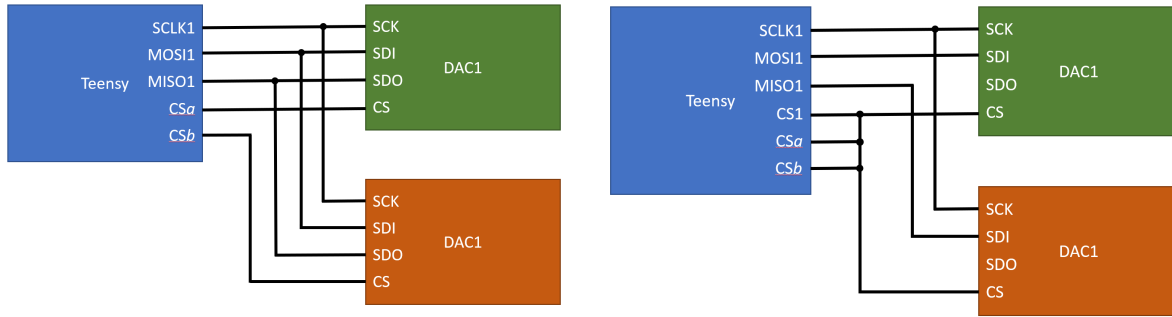 SCLK1
MOSI1
Teensy
MISO1
CSa
CSb
SCK
SDI
DAC1
SDO
CS
SCK
SDI
DAC1
SDO
CS
SCLK1
MOSI1
MISO1
Teensy
CS1
CSa
CSb
SCK
SDI
DAC1
SDO
CS
SCK
SDI
DAC1
SDO
CS